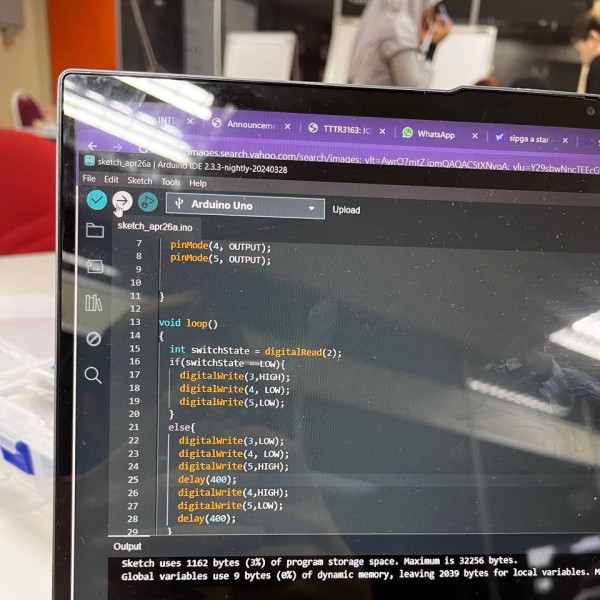 INTE
Announcem
TTTR3163: IC
WhatsApp
sipga a star -
images.search.yahoo.com/search/images;
sketch_apr26a | Arduino IDE 2.3.3-nightly-20240328
File Edit Sketch Tools Help
Arduino Uno
Upload
sketch_apr26a.ino
7 pinMode(4, OUTPUT);
8 pinMode(5, OUTPUT);
9
10
11 }
12
13 void loop()
14 {
15 int switchState = digitalRead(2);
16 if(switchState ==LOW){
17 digitalWrite(3,HIGH);
18 digitalWrite(4, LOW);
19 digitalWrite(5,LOW);
20 }
21 else{
22 digitalWrite(3,LOW);
23 digitalWrite(4, LOW);
24 digitalWrite(5,HIGH);
25 delay(400);
26 digitalWrite(4,HIGH);
27 digitalWrite(5,LOW);
28 delay(400);
29 }
Output
Sketch uses 1162 bytes (3%) of program storage space. Maximum is 32256 bytes.
Global variables use 9 bytes (0%) of dynamic memory, leaving 2039 bytes for local variables. M